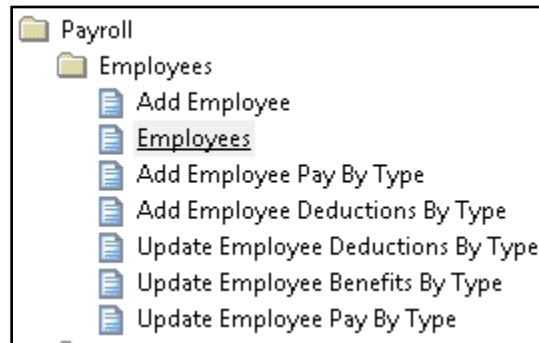 Payroll
Employees
Add Employee
Employees
Add Employee Pay By Type
Add Employee Deductions By Type
Update Employee Deductions By Type
Update Employee Benefits By Type
Update Employee Pay By Type